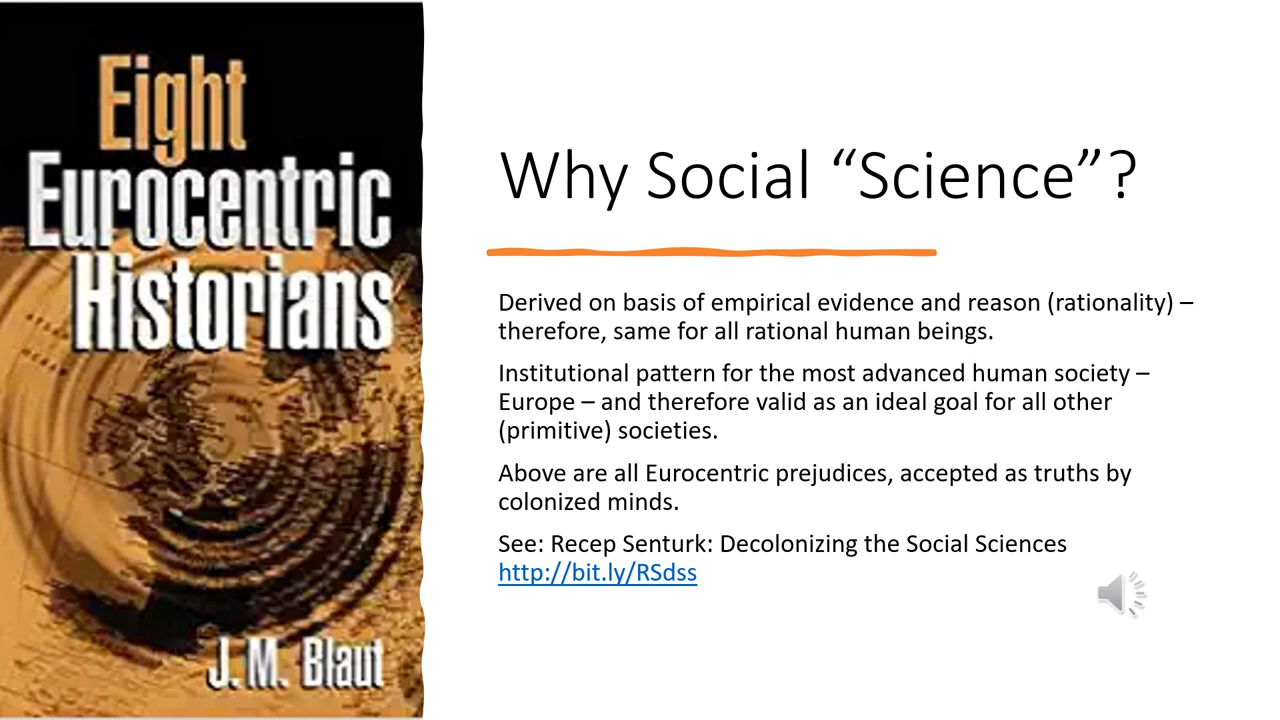 Eight
Eurocentric
Historians
J. M. Blaut
Why Social “Science”?
Derived on basis of empirical evidence and reason (rationality) –
therefore, same for all rational human beings.
Institutional pattern for the most advanced human society –
Europe – and therefore valid as an ideal goal for all other
(primitive) societies.
Above are all Eurocentric prejudices, accepted as truths by
colonized minds.
See: Recep Senturk: Decolonizing the Social Sciences
http://bit.ly/RSdss